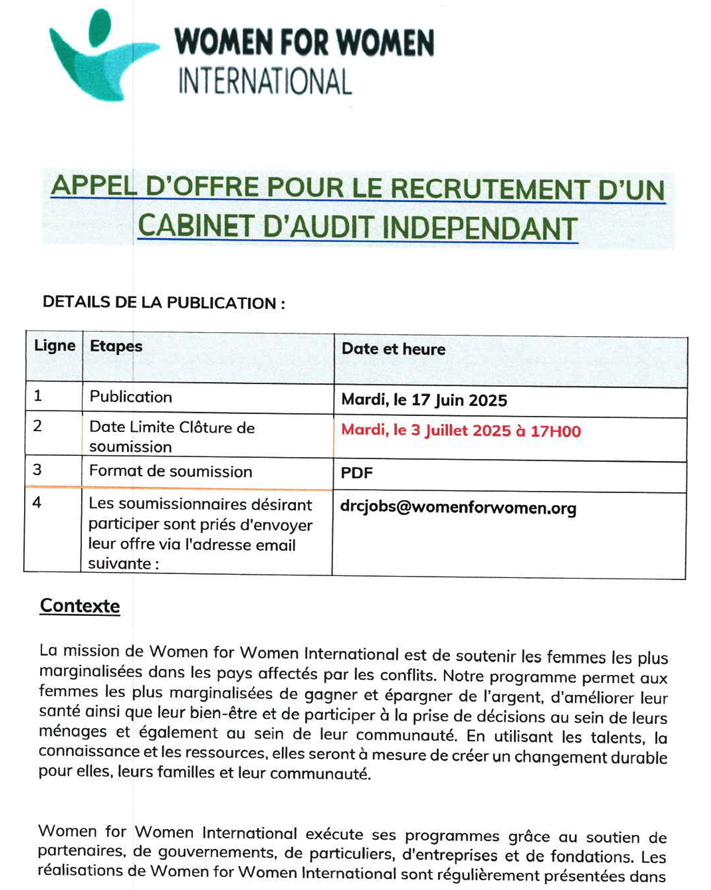 WOMEN FOR WOMEN
INTERNATIONAL
APPEL D'OFFRE POUR LE RECRUTEMENT D'UN
CABINET D'AUDIT INDEPENDANT
DETAILS DE LA PUBLICATION :
Ligne Etapes Date et heure
1 Publication Mardi, le 17 Juin 2025
2 Date Limite Clôture de Mardi, le 3 Juillet 2025 à 17H00
soumission
3 Format de soumission PDF
4 Les soumissionnaires désirant drcjobs@womenforwomen.org
participer sont priés d'envoyer
leur offre via l'adresse email
suivante :
Contexte
La mission de Women for Women International est de soutenir les femmes les plus
marginalisées dans les pays affectés par les conflits. Notre programme permet aux
femmes les plus marginalisées de gagner et épargner de l'argent, d'améliorer leur
santé ainsi que leur bien-être et de participer à la prise de décisions au sein de leurs
ménages et également au sein de leur communauté. En utilisant les talents, la
connaissance et les ressources, elles seront à mesure de créer un changement durable
pour elles, leurs familles et leur communauté.
Women for Women International exécute ses programmes grâce au soutien de
partenaires, de gouvernements, de particuliers, d'entreprises et de fondations. Les
réalisations de Women for Women International sont régulièrement présentées dans